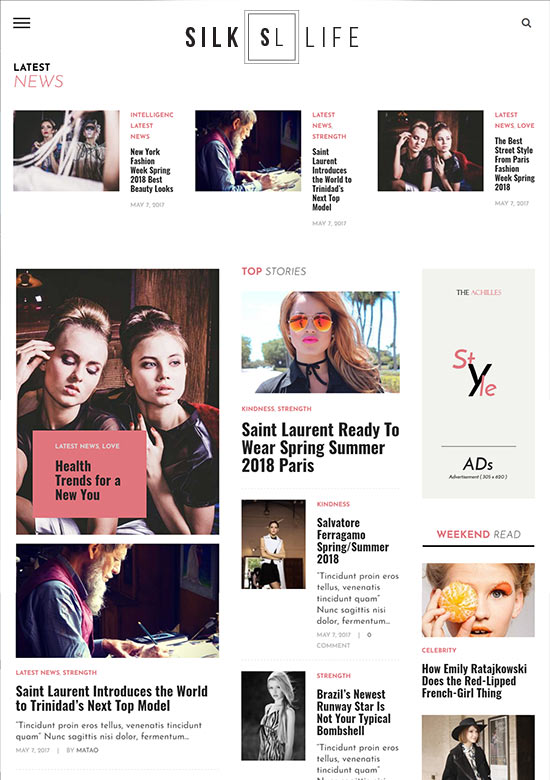 SILK SL LIFE
LATEST
NEWS
INTELLIGENC
LATEST
NEWS
New York
Fashion
Week Spring
2018 Best
Beauty Looks
MAY 7, 2017
LATEST
NEWS, STRENGTH
Saint
Laurent
Introduces
the World to
Trinidad's
Next Top
Model
MAY 7, 2017
LATEST
NEWS, LOVE
The Best
Street Style
From Paris
Fashion
Week Spring
2018
MAY 7, 2017
LATEST NEWS, LOVE
Health
Trends for a
New You
LATEST NEWS, STRENGTH
Saint Laurent Introduces the World
to Trinidad's Next Top Model
"Tincidunt proin eros tellus, venenatis tincidunt
quam" Nunc sagittis nisi dolor, fermentum...
MAY 7, 2017 | BY MATAO
TOP STORIES
KINDNESS, STRENGTH
Saint Laurent Ready To
Wear Spring Summer
2018 Paris
KINDNESS
Salvatore
Ferragamo
Spring/Summer
2018
"Tincidunt proin eros
tellus, venenatis
tincidunt quam"
Nunc sagittis nisi
dolor, fermentum...
MAY 7, 2017 | 0
COMMENT
STRENGTH
Brazil's Newest
Runway Star Is
Not Your Typical
Bombshell
"Tincidunt proin eros
tellus, venenatis
THE ACHILLES
Style
ADs
Advertisement ( 305 x 620 )
WEEKEND READ
CELEBRITY
How Emily Ratajkowski
Does the Red-Lipped
French-Girl Thing